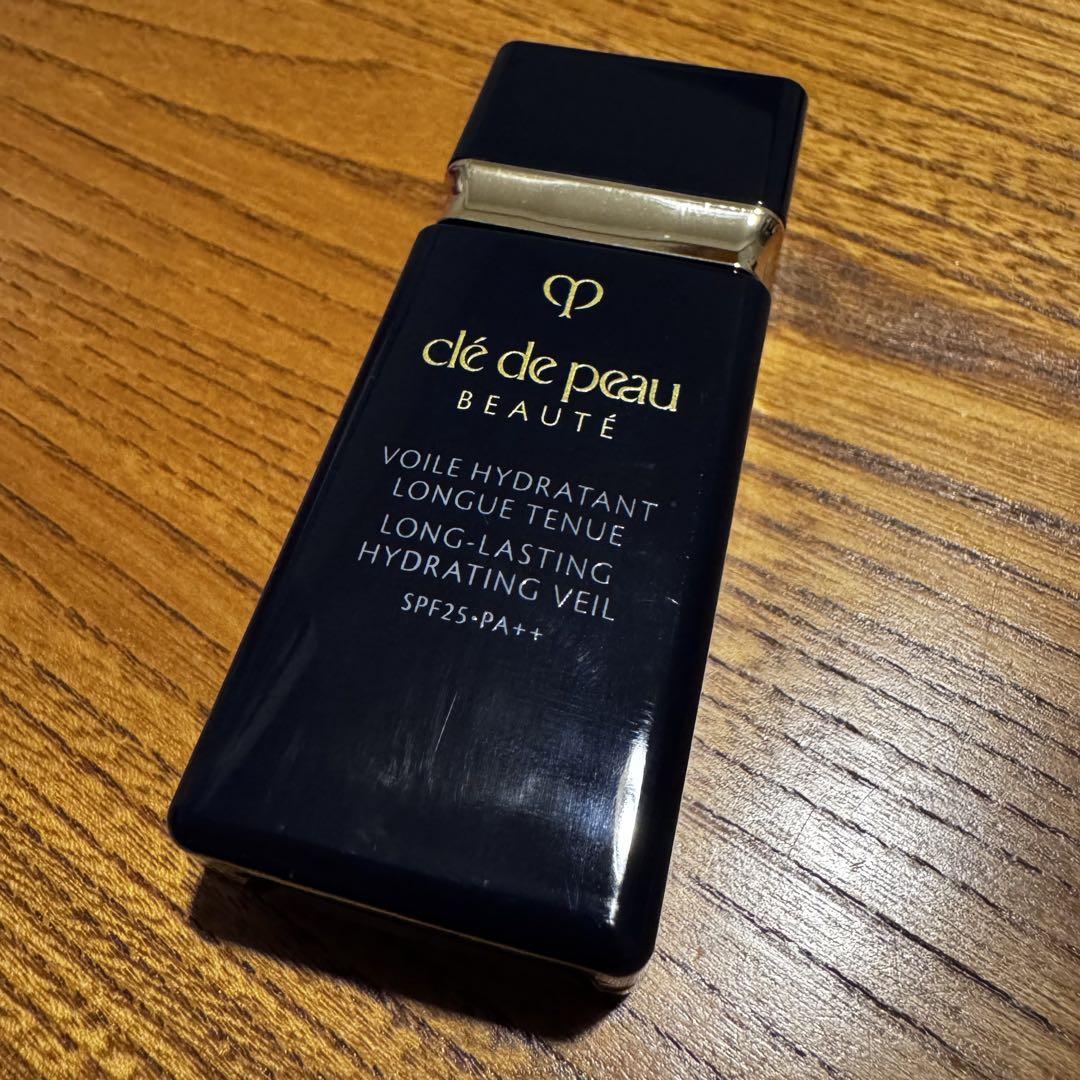 clé de peau
BEAUTÉ
VOILE HYDRATANT
LONGUE TENUE
LONG-LASTING
HYDRATING VEIL
SPF25•PA++